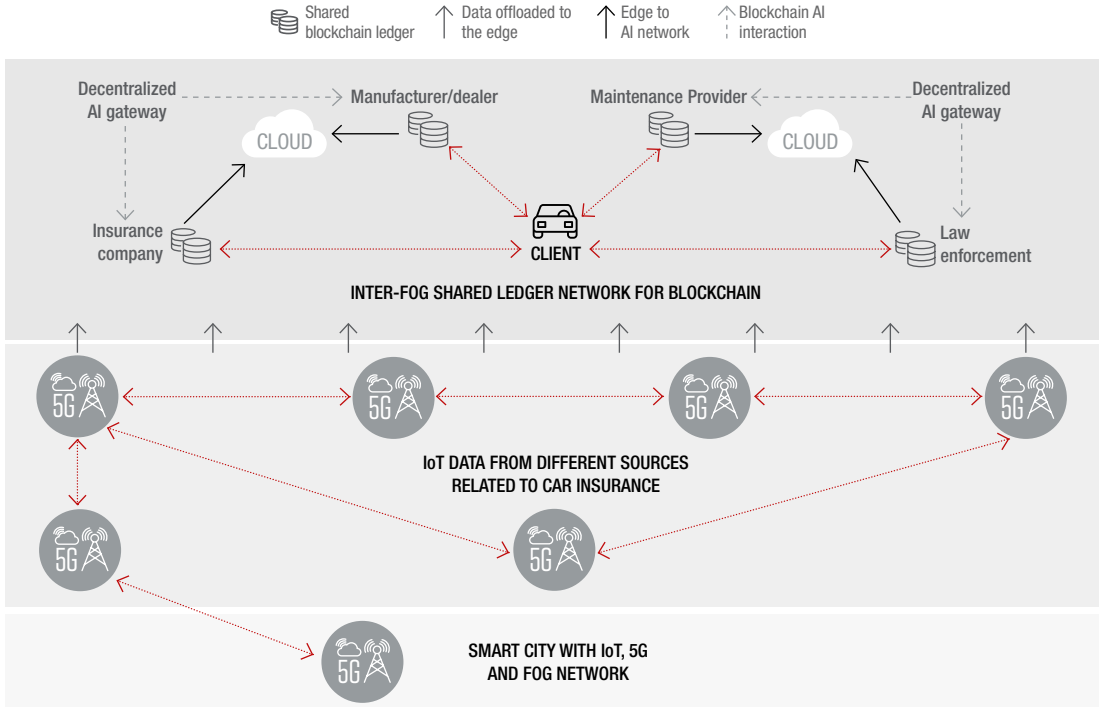 Shared
blockchain ledger
Data offloaded to
the edge
Edge to
AI network
Blockchain AI
interaction
Decentralized
AI gateway
Manufacturer/dealer
Maintenance Provider
Decentralized
AI gateway
CLOUD
CLOUD
Insurance
company
CLIENT
Law
enforcement
INTER-FOG SHARED LEDGER NETWORK FOR BLOCKCHAIN
5G
5G
5G
5G
IoT DATA FROM DIFFERENT SOURCES
RELATED TO CAR INSURANCE
5G
5G
SMART CITY WITH IoT, 5G
AND FOG NETWORK
5G